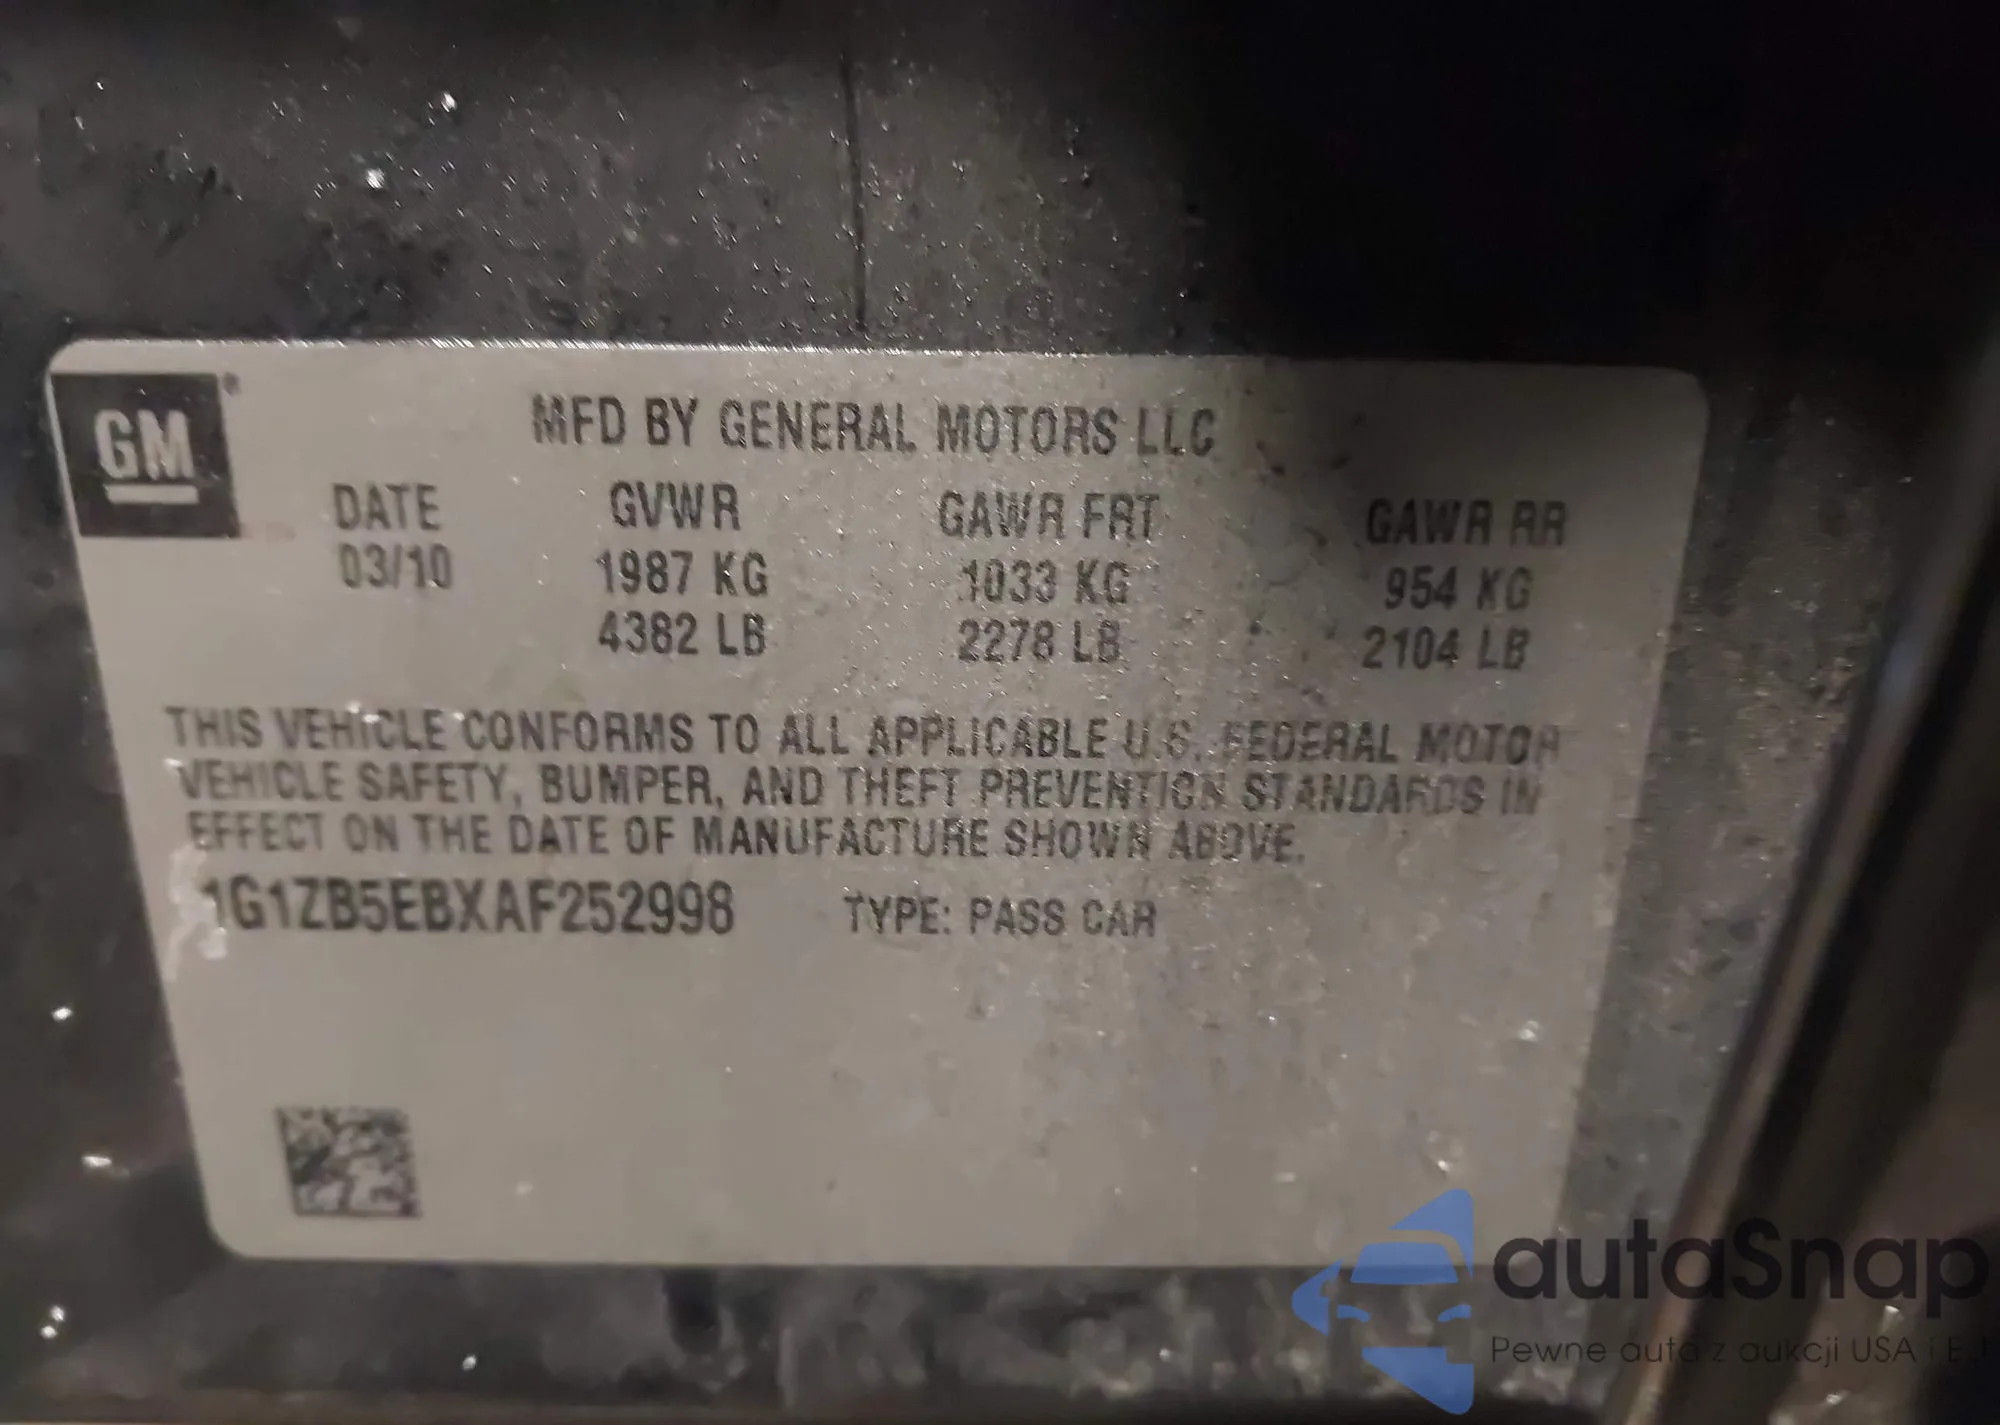 GM®
MFD BY GENERAL MOTORS LLC
DATE GVWR GAWR FRT GAWR RR
03/10 1987 KG 1033 KG 954 KG
4382 LB 2278 LB 2104 LB
THIS VEHICLE CONFORMS TO ALL APPLICABLE U.S. FEDERAL MOTOR
VEHICLE SAFETY, BUMPER, AND THEFT PREVENTION STANDARDS IN
EFFECT ON THE DATE OF MANUFACTURE SHOWN ABOVE.
1G1ZB5EBXAF252998 TYPE: PASS CAR
autaSnap
Pewne auta z aukcji USA i